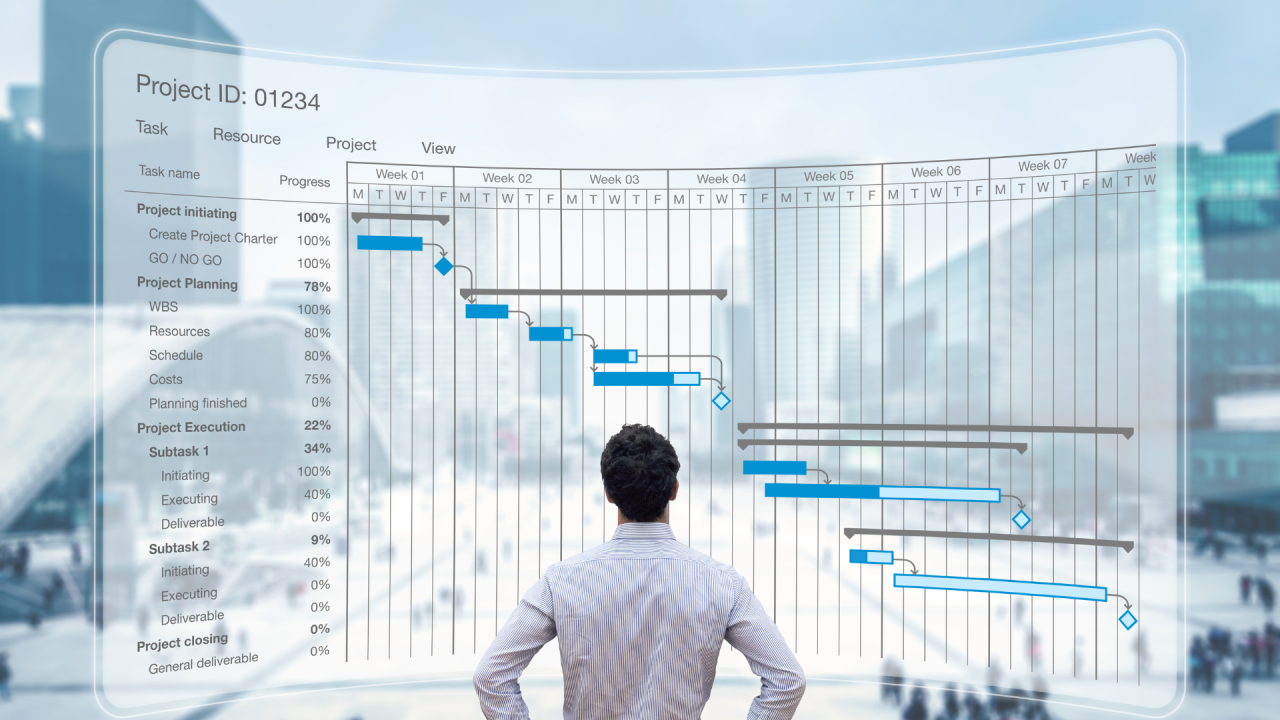 Project ID: 01234
Task Resource Project View
Task name Progress Week 01 Week 02 Week 03 Week 04 Week 05 Week 06 Week 07 Week
M T W T F M T W T F M T W T F M T W T F M T W T F M T W T F M T W T F M T W
Project initiating 100%
Create Project Charter 100%
GO / NO GO 100%
Project Planning 78%
WBS 100%
Resources 80%
Schedule 80%
Costs 75%
Planning finished 0%
Project Execution 22%
Subtask 1 34%
Initiating 100%
Executing 40%
Deliverable 0%
Subtask 2 9%
Initiating 40%
Executing 0%
Deliverable 0%
Project closing 0%
General deliverable 0%